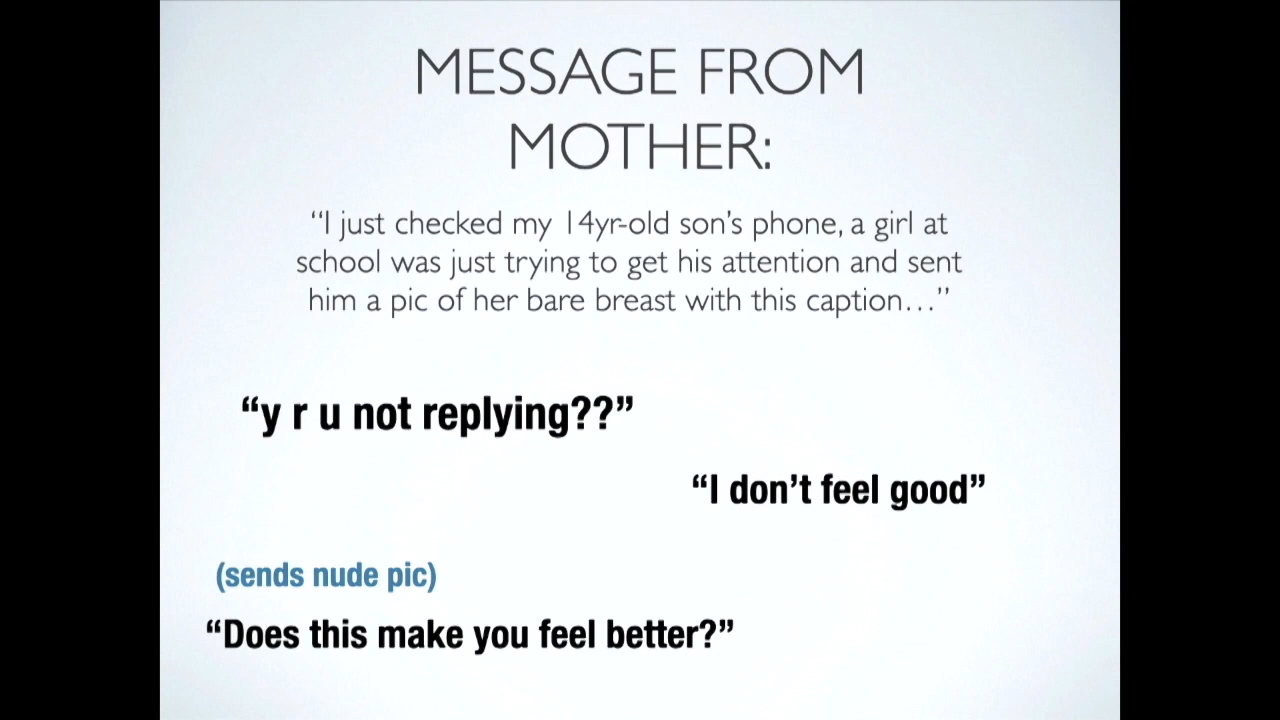 MESSAGE FROM
MOTHER:
“I just checked my 14yr-old son’s phone, a girl at
school was just trying to get his attention and sent
him a pic of her bare breast with this caption…”
“y r u not replying??”
“I don’t feel good”
(sends nude pic)
“Does this make you feel better?”